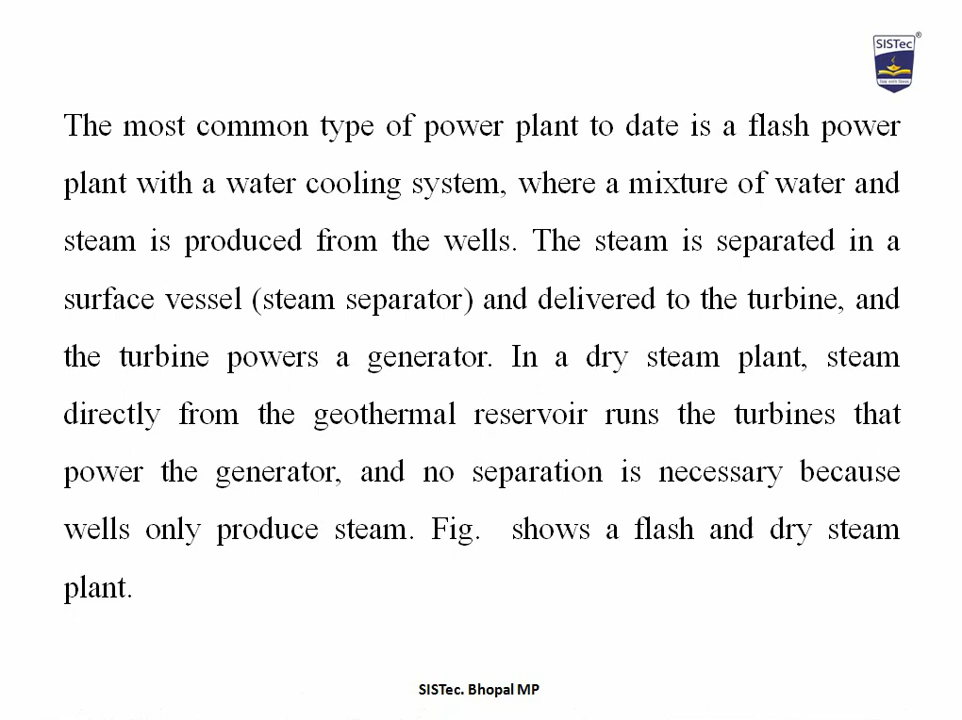 SISTec®
The most common type of power plant to date is a flash power
plant with a water cooling system, where a mixture of water and
steam is produced from the wells. The steam is separated in a
surface vessel (steam separator) and delivered to the turbine, and
the turbine powers a generator. In a dry steam plant, steam
directly from the geothermal reservoir runs the turbines that
power the generator, and no separation is necessary because
wells only produce steam. Fig. shows a flash and dry steam
plant.
SISTec. Bhopal MP